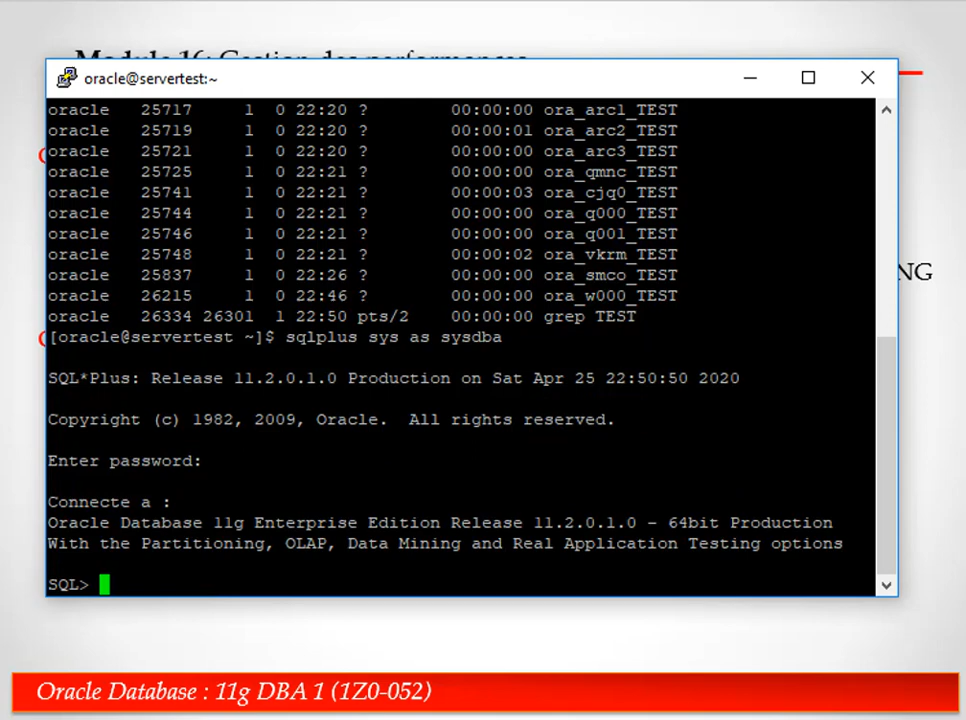 Module 16: Gestion des performances
oracle@servertest:~
oracle 25717 1 0 22:20 ? 00:00:00 ora_arc1_TEST
oracle 25719 1 0 22:20 ? 00:00:01 ora_arc2_TEST
oracle 25721 1 0 22:20 ? 00:00:00 ora_arc3_TEST
oracle 25725 1 0 22:21 ? 00:00:00 ora_qmnc_TEST
oracle 25741 1 0 22:21 ? 00:00:03 ora_cjq0_TEST
oracle 25744 1 0 22:21 ? 00:00:00 ora_q000_TEST
oracle 25746 1 0 22:21 ? 00:00:00 ora_q001_TEST
oracle 25748 1 0 22:21 ? 00:00:02 ora_vkrm_TEST
oracle 25837 1 0 22:26 ? 00:00:00 ora_smco_TEST
oracle 26215 1 0 22:46 ? 00:00:00 ora_w000_TEST
oracle 26334 26301 1 22:50 pts/2 00:00:00 grep TEST
[oracle@servertest ~]$ sqlplus sys as sysdba
SQL*Plus: Release 11.2.0.1.0 Production on Sat Apr 25 22:50:50 2020
Copyright (c) 1982, 2009, Oracle. All rights reserved.
Enter password:
Connecte a :
Oracle Database 11g Enterprise Edition Release 11.2.0.1.0 - 64bit Production
With the Partitioning, OLAP, Data Mining and Real Application Testing options
SQL>
Oracle Database : 11g DBA 1 (1Z0-052)